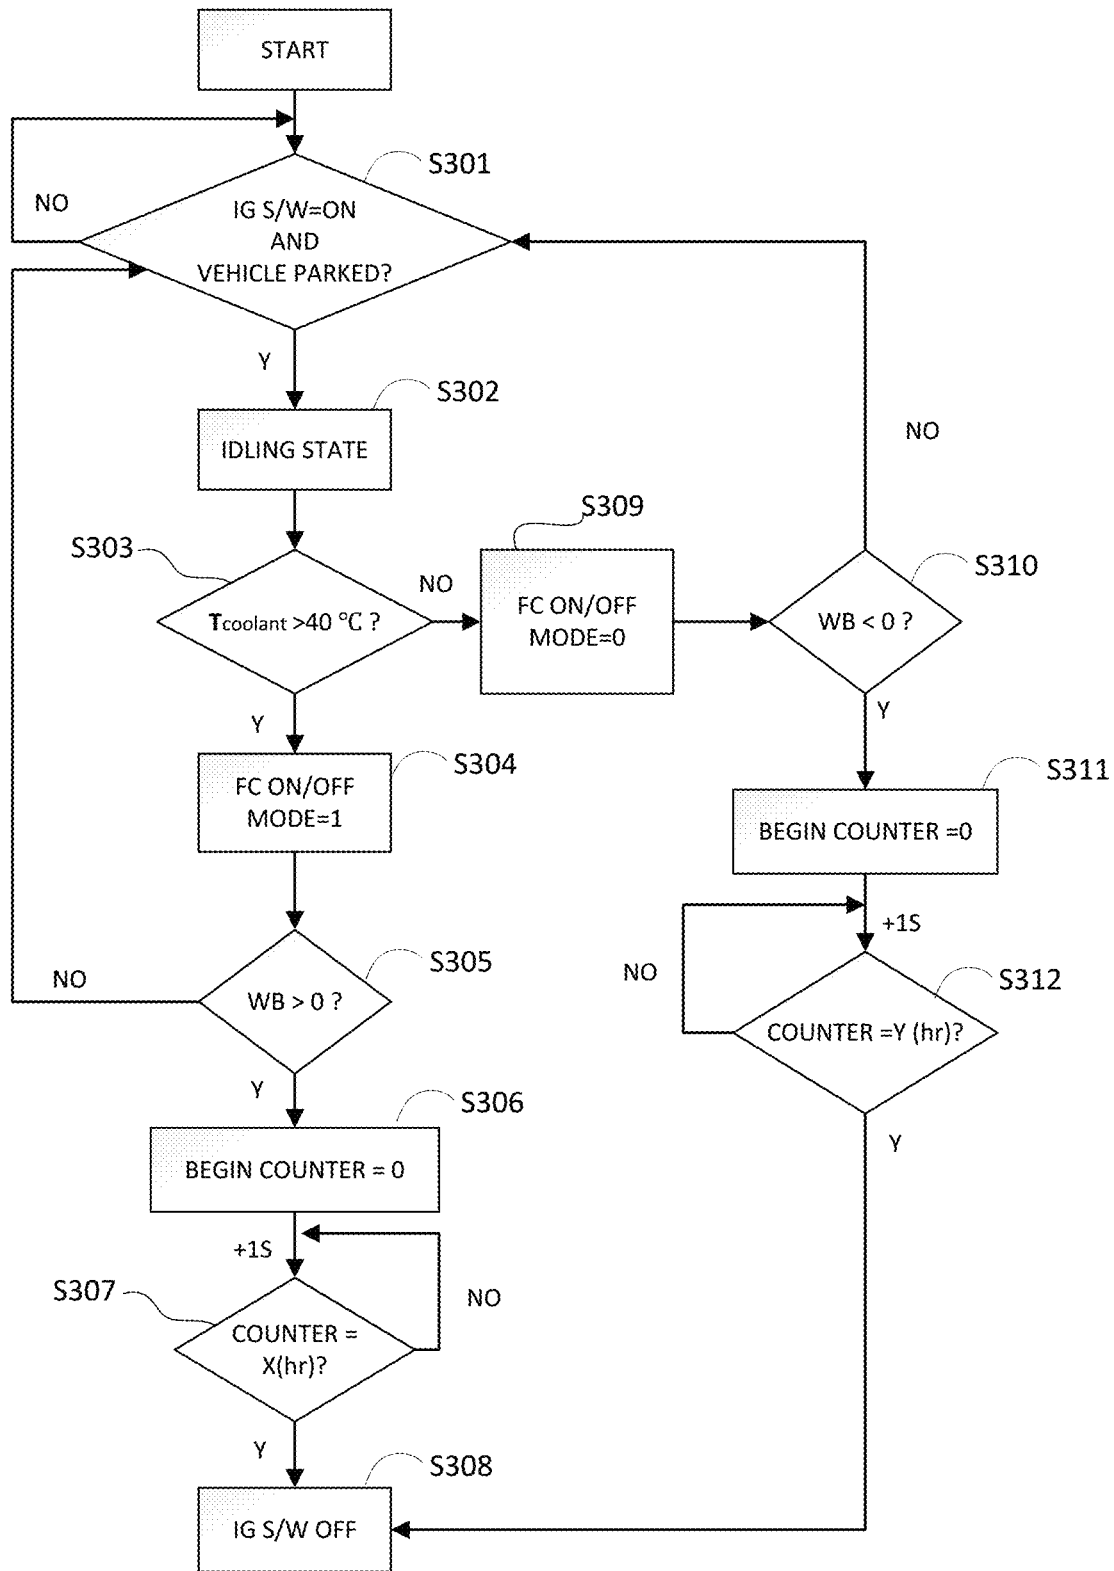 START
S301
NO
IG S/W=ON
AND
VEHICLE PARKED?
Y
S302
IDLING STATE
NO
S303
Tcoolant >40 °C ?
NO
S309
FC ON/OFF
MODE=0
S310
WB < 0 ?
Y
Y
S304
FC ON/OFF
MODE=1
S311
BEGIN COUNTER =0
+1S
NO
S305
WB > 0 ?
NO
S312
COUNTER =Y (hr)?
Y
Y
S306
BEGIN COUNTER = 0
+1S
S307
COUNTER =
X(hr)?
NO
Y
S308
IG S/W OFF